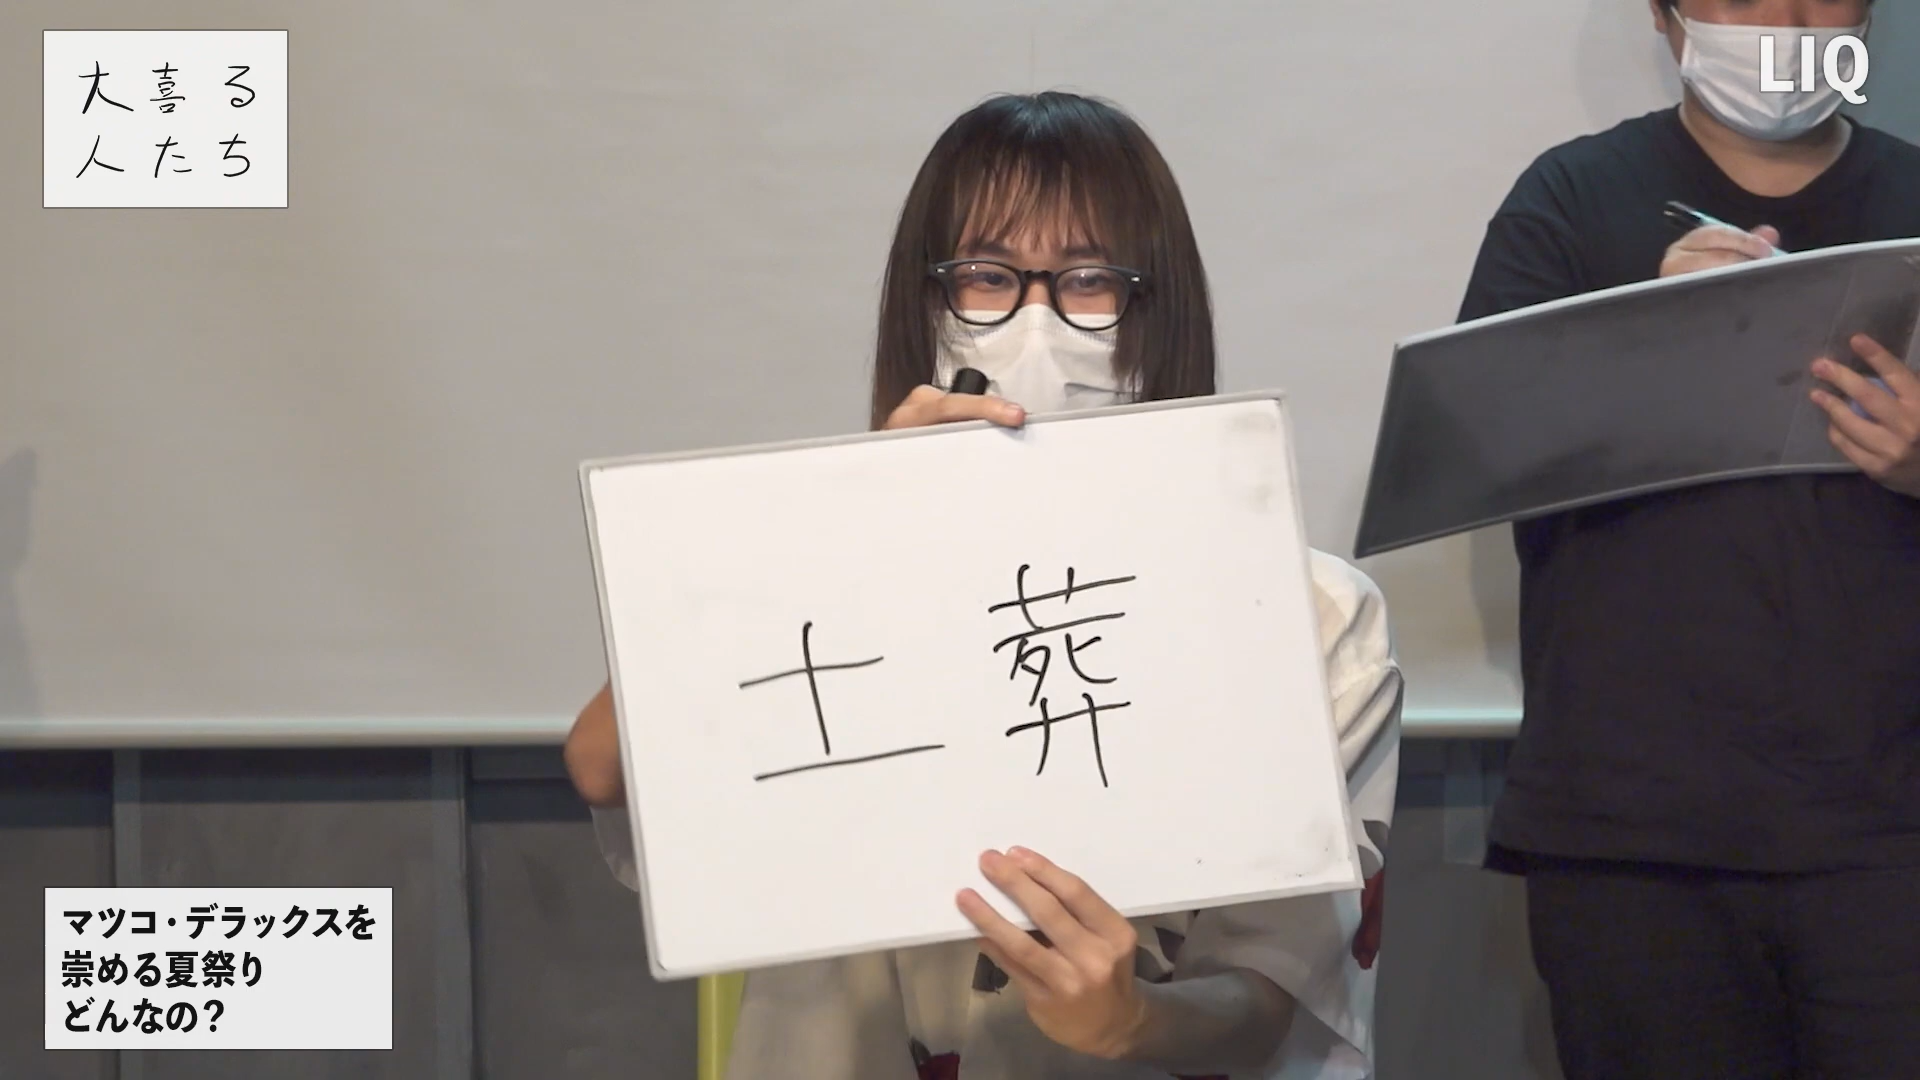 大喜る
人たち
LIQ
土葬
マツコ・デラックスを
崇める夏祭り
どんなの？